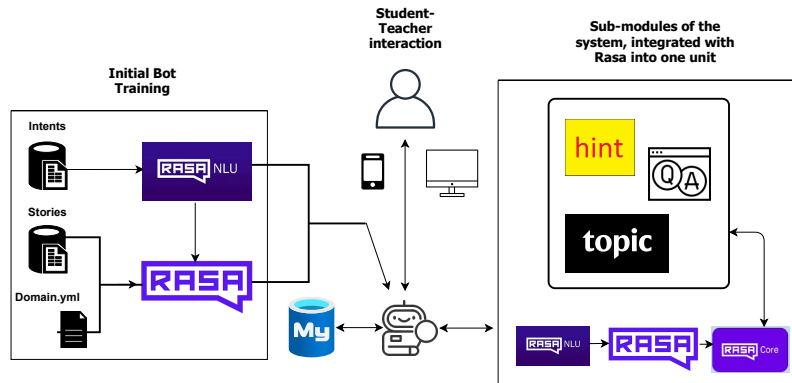 Student-
Teacher
interaction
Sub-modules of the
system, integrated with
Rasa into one unit
Initial Bot
Training
Intents
RASA NLU
Stories
RASA
Domain.yml
My
hint
Q A
topic
RASA NLU
RASA
RASA Core